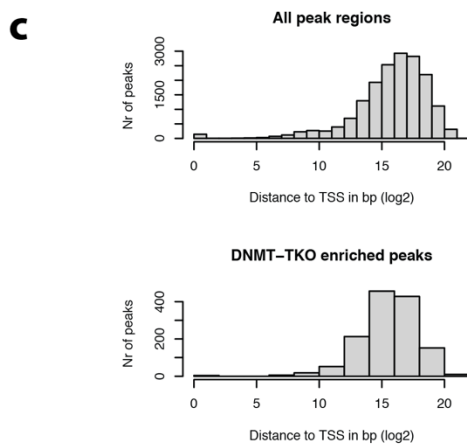 c
All peak regions
Nr of peaks
0 1500 3000
0 5 10 15 20
Distance to TSS in bp (log2)
DNMT−TKO enriched peaks
Nr of peaks
0 200 400
0 5 10 15 20
Distance to TSS in bp (log2)